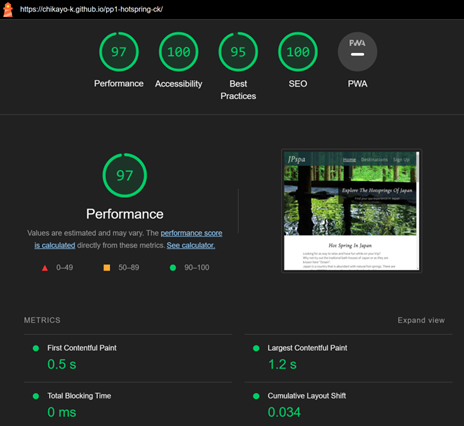 https://chikayo-k.github.io/pp1-hotspring-ck/
97
100
95
100
PWA
Performance
Accessibility
Best
Practices
SEO
PWA
97
Performance
Values are estimated and may vary. The performance score
is calculated directly from these metrics. See calculator.
0–49
50–89
90–100
JPspa
Home
Destinations
Sign Up
Explore The Hotsprings Of Japan
Hot Spring In Japan
METRICS
Expand view
First Contentful Paint
0.5 s
Largest Contentful Paint
1.2 s
Total Blocking Time
0 ms
Cumulative Layout Shift
0.034